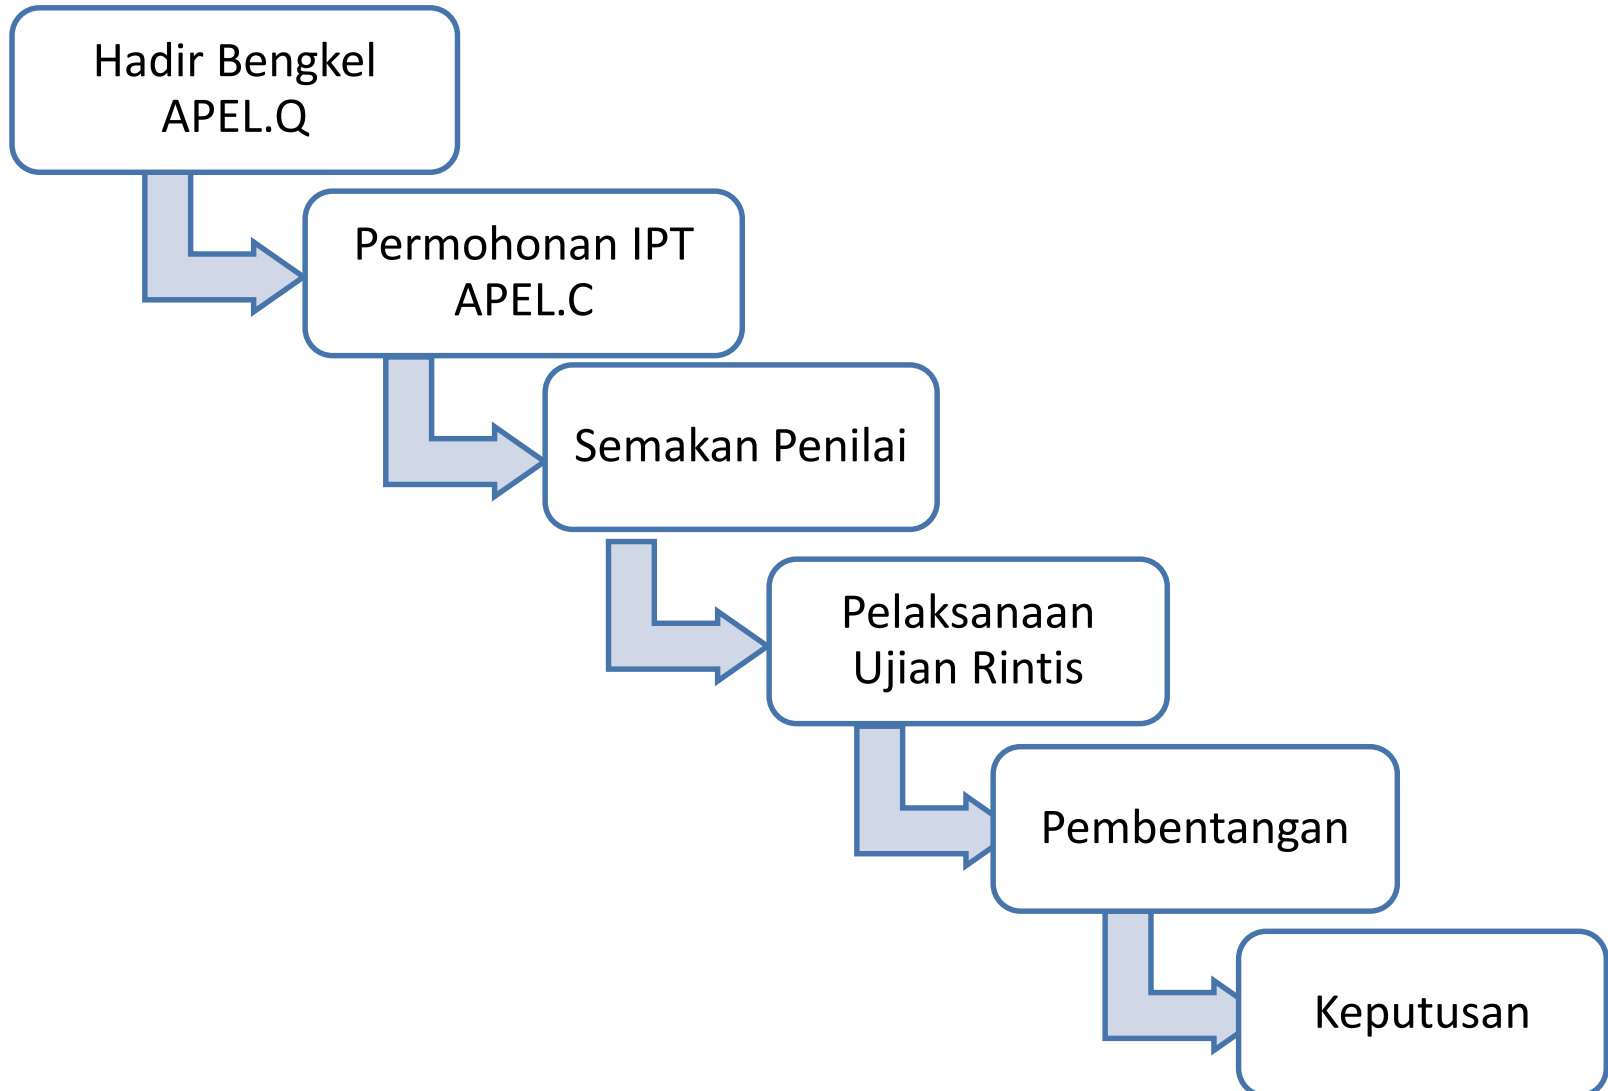 Hadir Bengkel
APEL.Q
Permohonan IPT
APEL.C
Semakan Penilai
Pelaksanaan
Ujian Rintis
Pembentangan
Keputusan